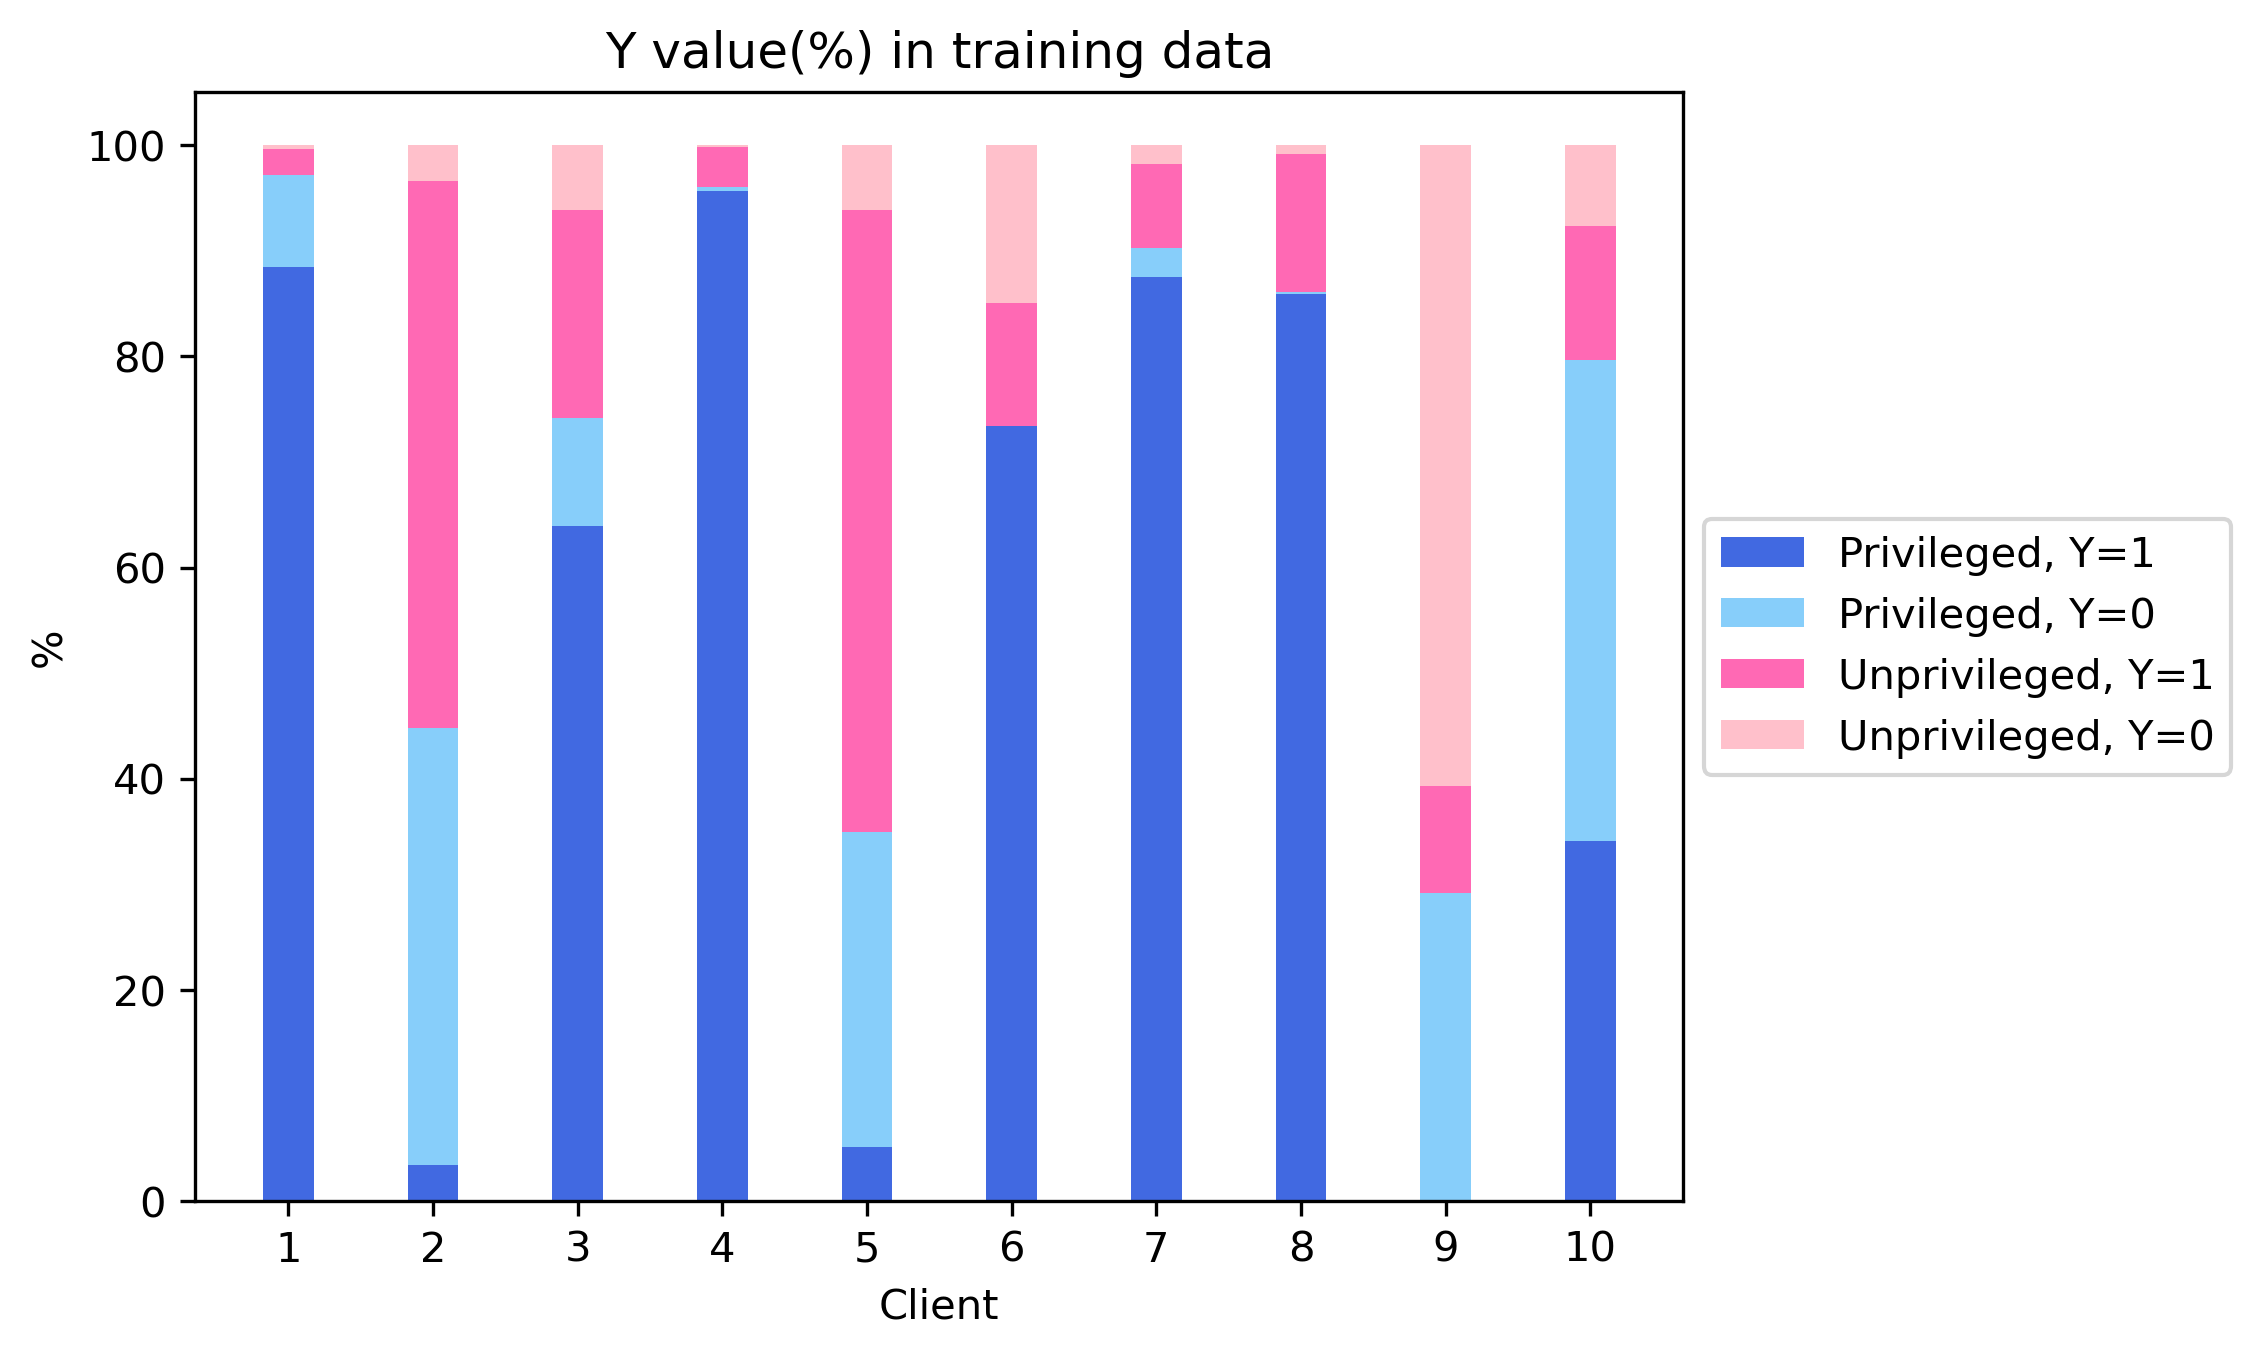 Y value(%) in training data
100
80
60
40
20
0
%
1 2 3 4 5 6 7 8 9 10
Client
Privileged, Y=1
Privileged, Y=0
Unprivileged, Y=1
Unprivileged, Y=0